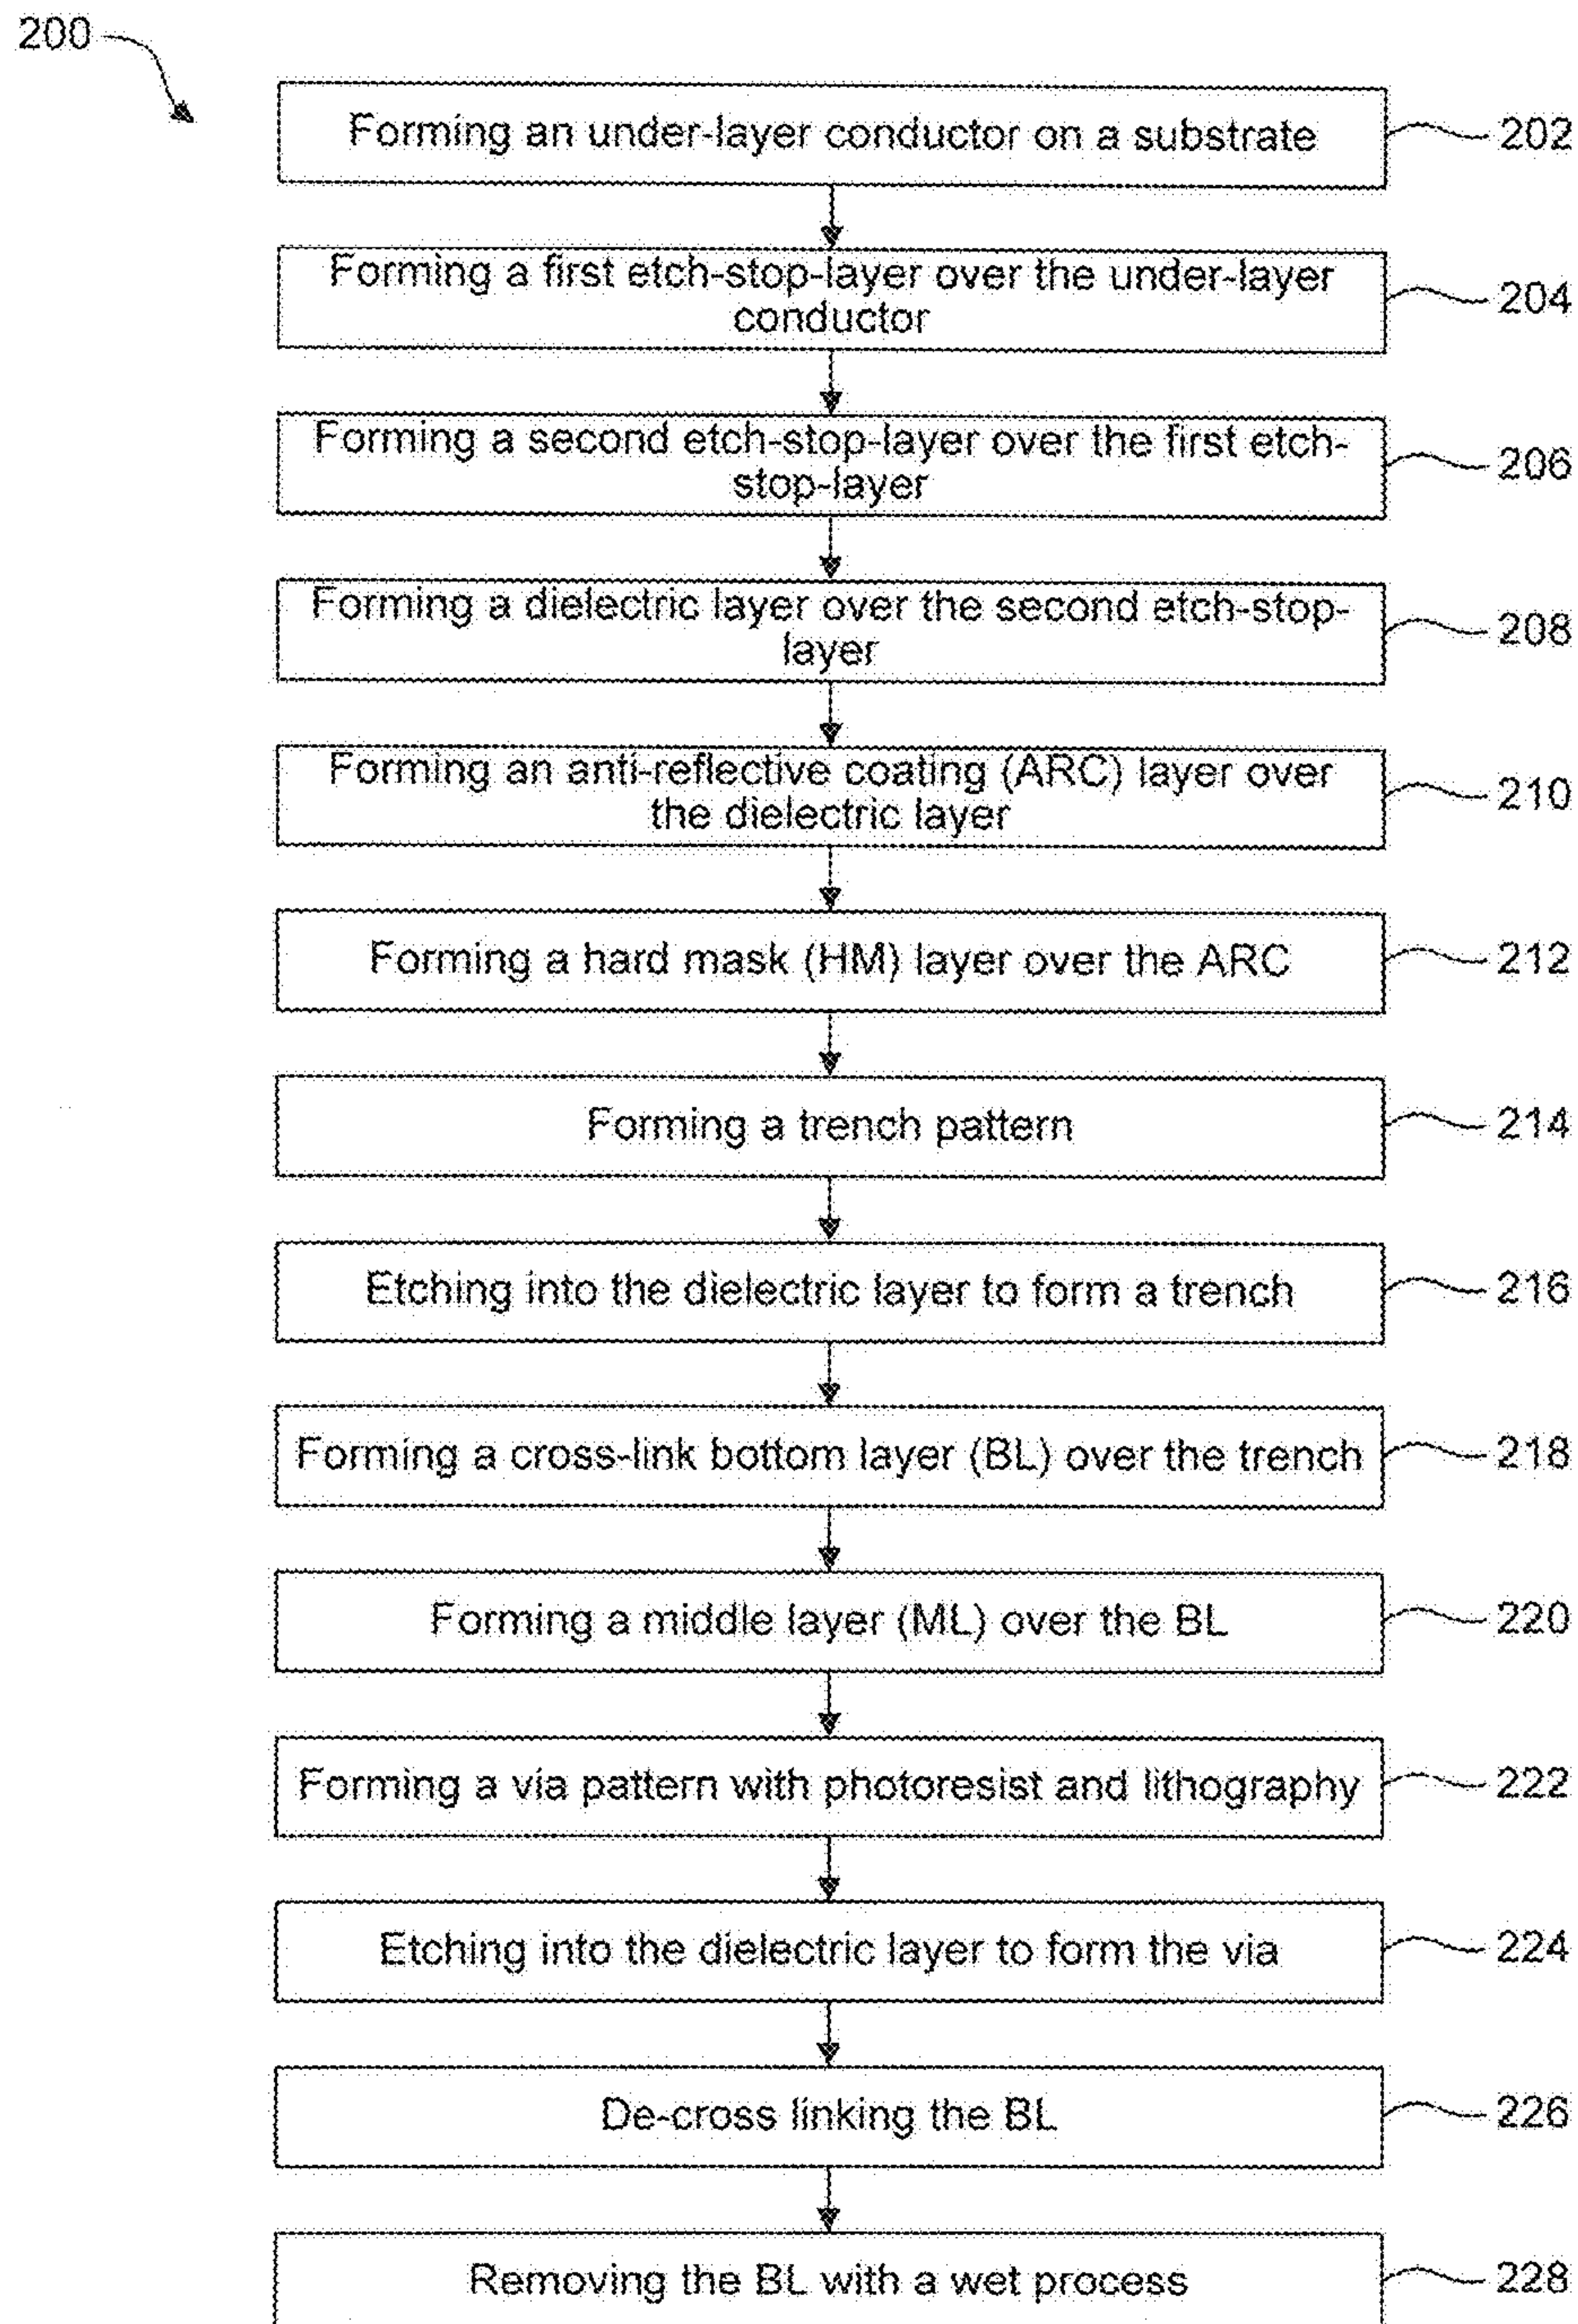 200
Forming an under-layer conductor on a substrate
202
Forming a first etch-stop-layer over the under-layer
conductor
204
Forming a second etch-stop-layer over the first etch-
stop-layer
206
Forming a dielectric layer over the second etch-stop-
layer
208
Forming an anti-reflective coating (ARC) layer over
the dielectric layer
210
Forming a hard mask (HM) layer over the ARC
212
Forming a trench pattern
214
Etching into the dielectric layer to form a trench
216
Forming a cross-link bottom layer (BL) over the trench
218
Forming a middle layer (ML) over the BL
220
Forming a via pattern with photoresist and lithography
222
Etching into the dielectric layer to form the via
224
De-cross linking the BL
226
Removing the BL with a wet process
228